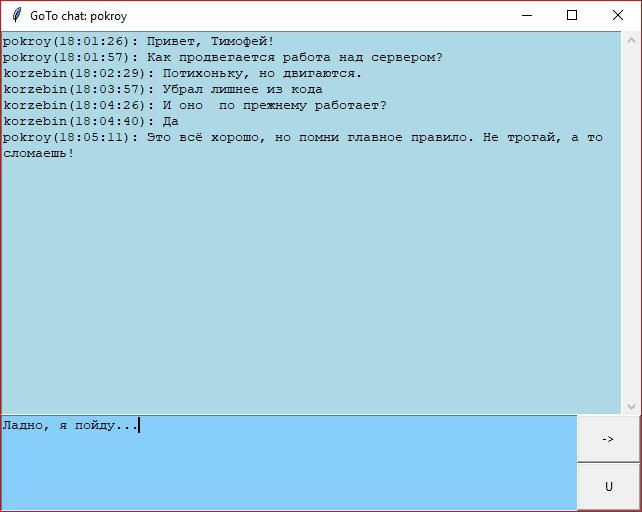 GoTo chat: pokroy
pokroy(18:01:26): Привет, Тимофей!
pokroy(18:01:57): Как продвегается работа над сервером?
korzebin(18:02:29): Потихоньку, но двигаются.
korzebin(18:03:57): Убрал лишнее из кода
korzebin(18:04:26): И оно  по прежнему работает?
korzebin(18:04:40): Да
pokroy(18:05:11): Это всё хорошо, но помни главное правило. Не трогай, а то
сломаешь!
Ладно, я пойду...
->
U